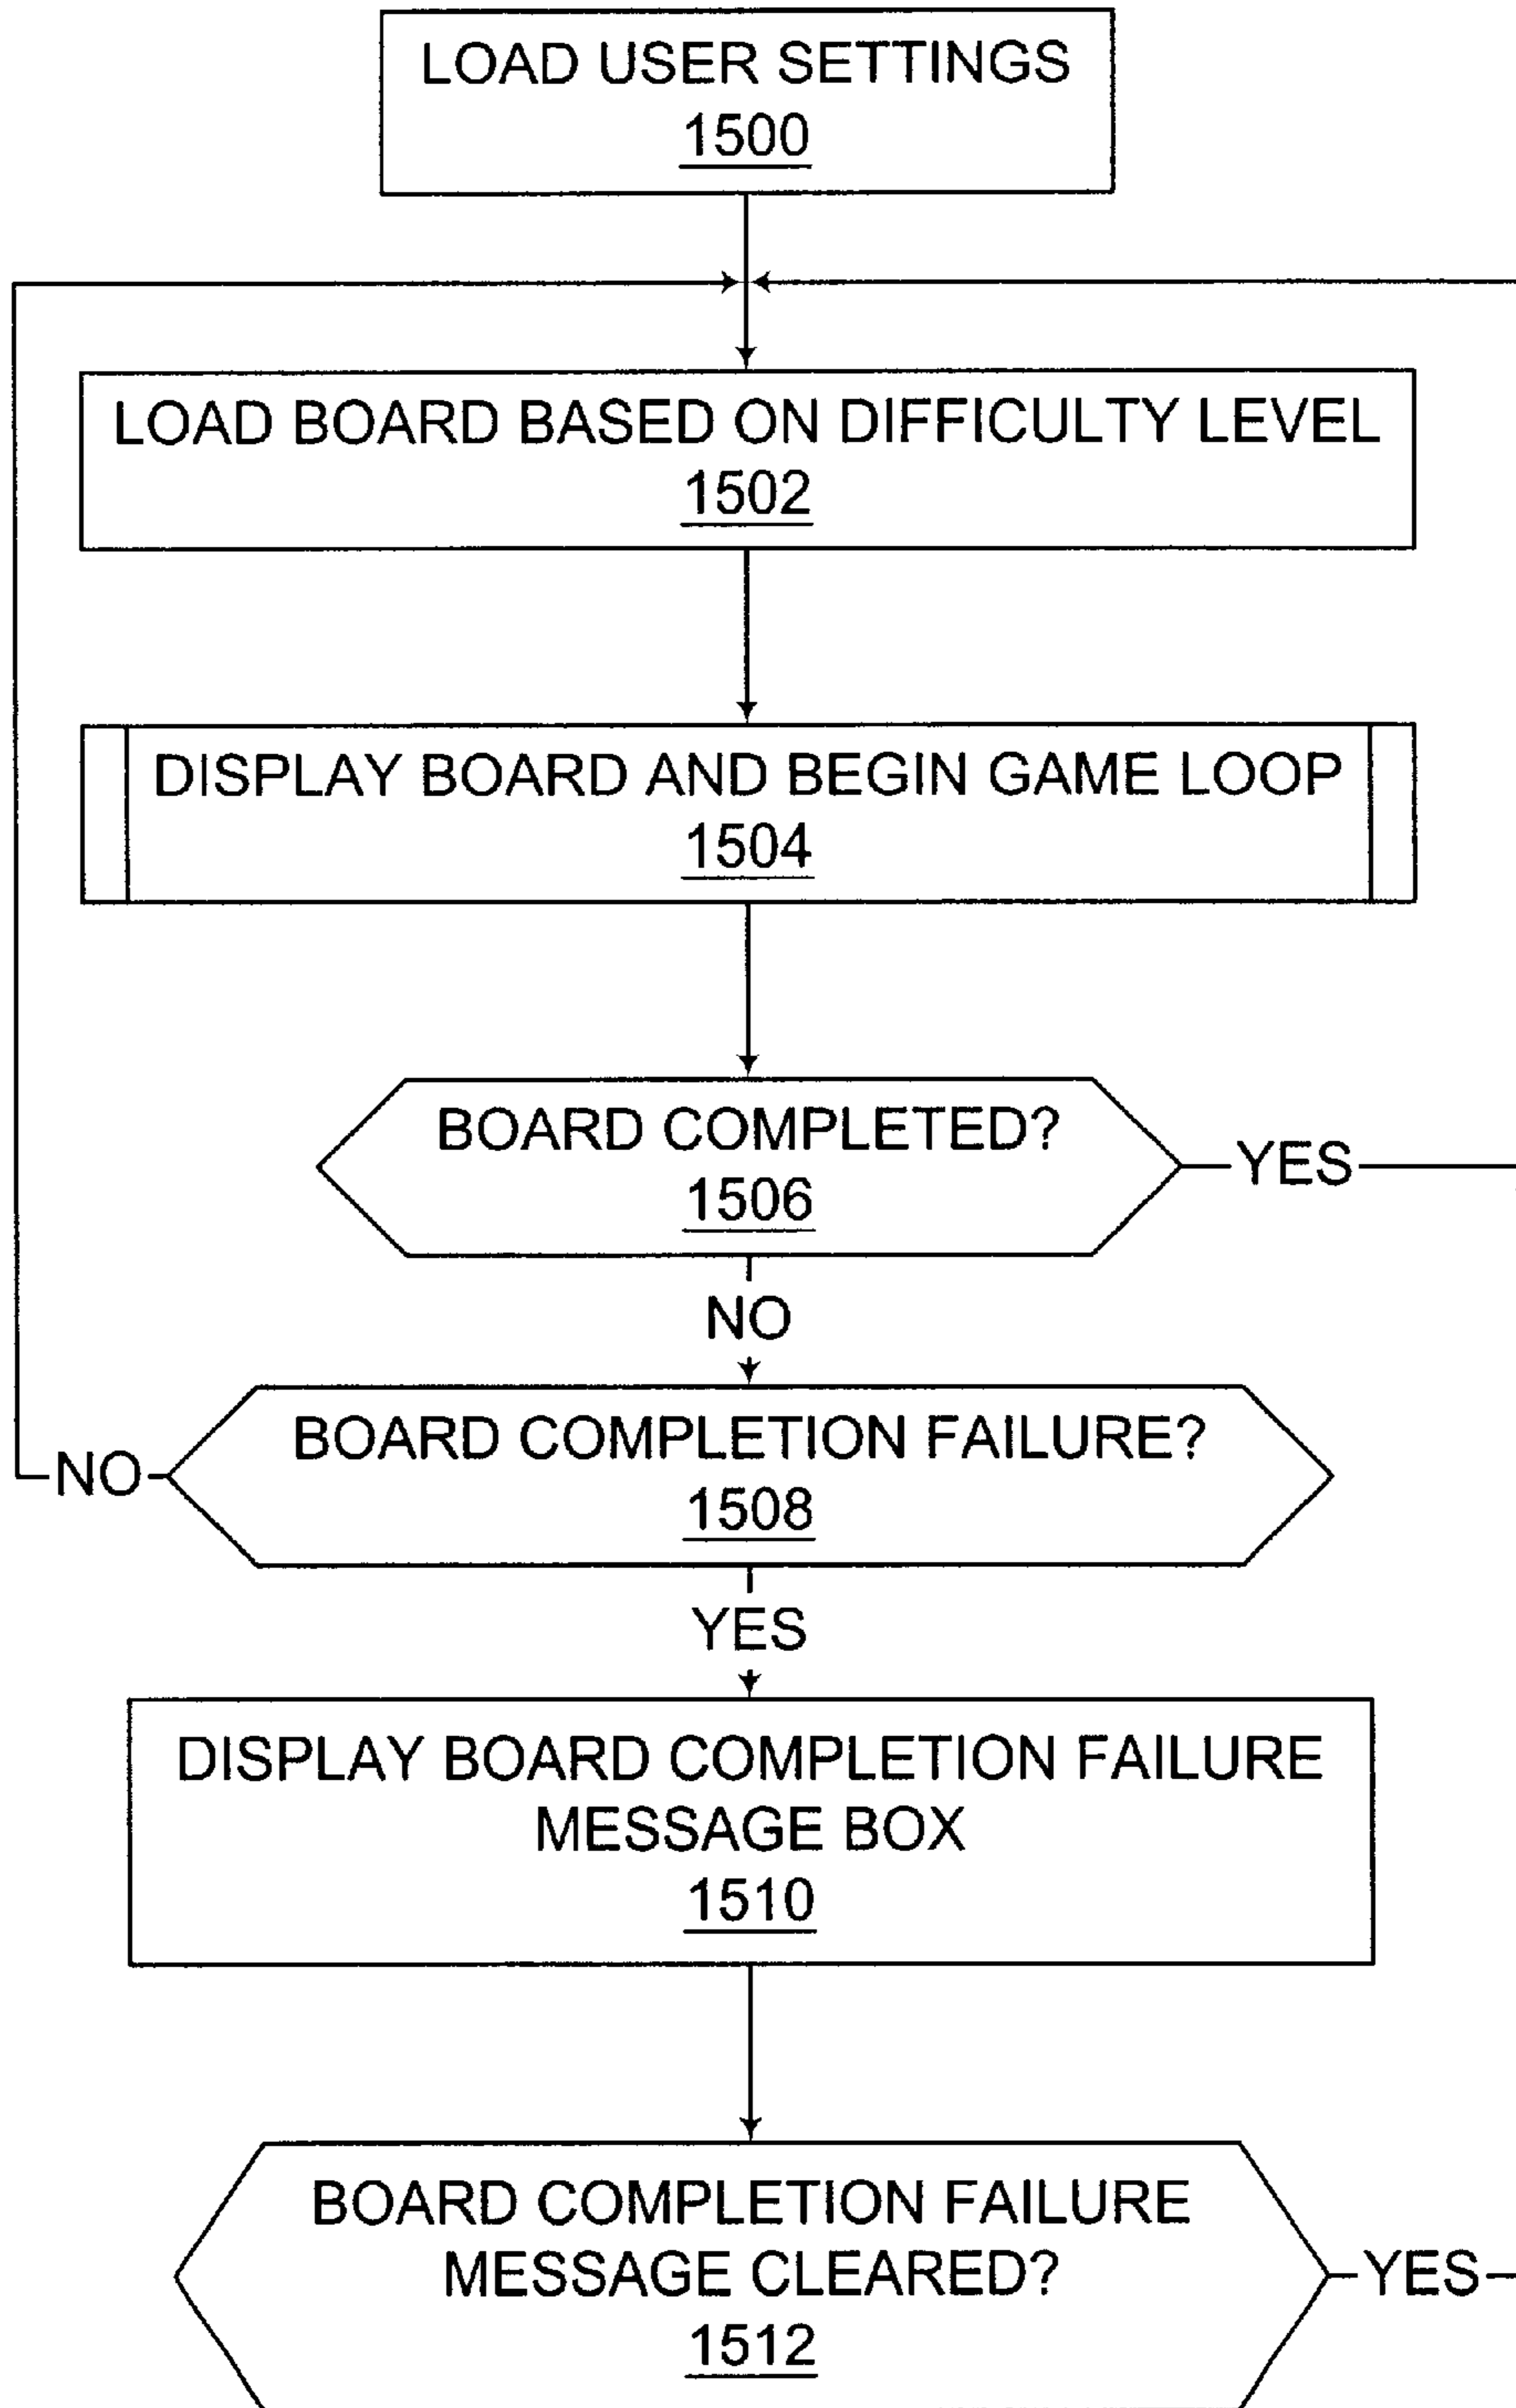 LOAD USER SETTINGS
1500
LOAD BOARD BASED ON DIFFICULTY LEVEL
1502
DISPLAY BOARD AND BEGIN GAME LOOP
1504
BOARD COMPLETED?
1506
YES
NO
BOARD COMPLETION FAILURE?
1508
NO
YES
DISPLAY BOARD COMPLETION FAILURE
MESSAGE BOX
1510
BOARD COMPLETION FAILURE
MESSAGE CLEARED?
1512
YES